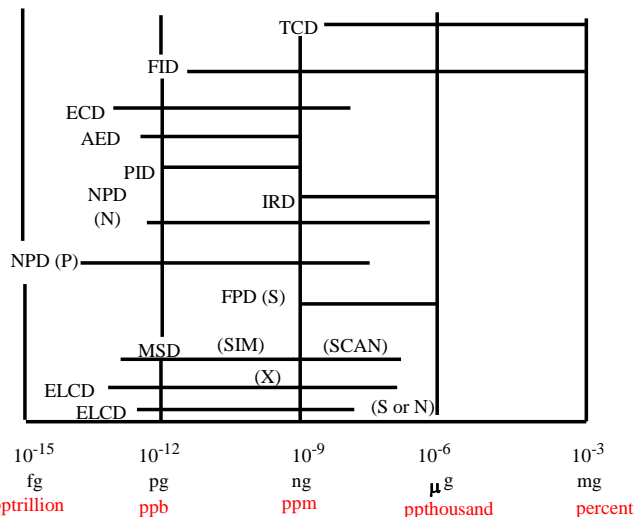 TCD
FID
ECD
AED
PID
NPD
(N)
IRD
NPD (P)
FPD (S)
MSD (SIM) (SCAN)
ELCD (X)
ELCD (S or N)
10-15 10-12 10-9 10-6 10-3
fg pg ng μg mg
pptrillion ppb ppm ppthousand percent